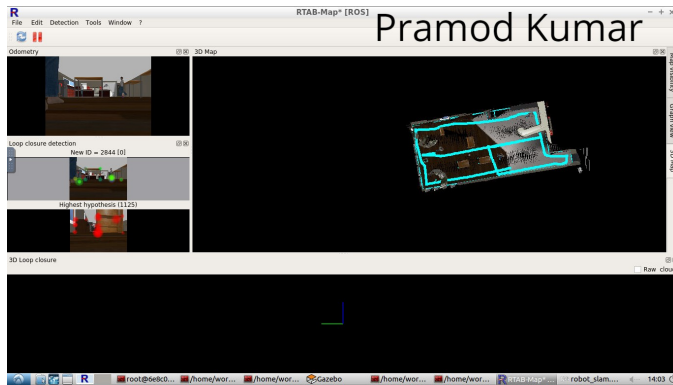 R
RTAB-Map* [ROS]
Pramod Kumar
File Edit Detection Tools Window ?
Odometry
3D Map
Loop closure detection
New ID = 2844 [0]
Highest hypothesis (1125)
3D Loop closure
Raw clou
R
root@6e8c0...
/home/wor...
/home/wor...
Gazebo
/home/wor...
/home/wor...
RTAB-Map*...
robot_slam....
14:03